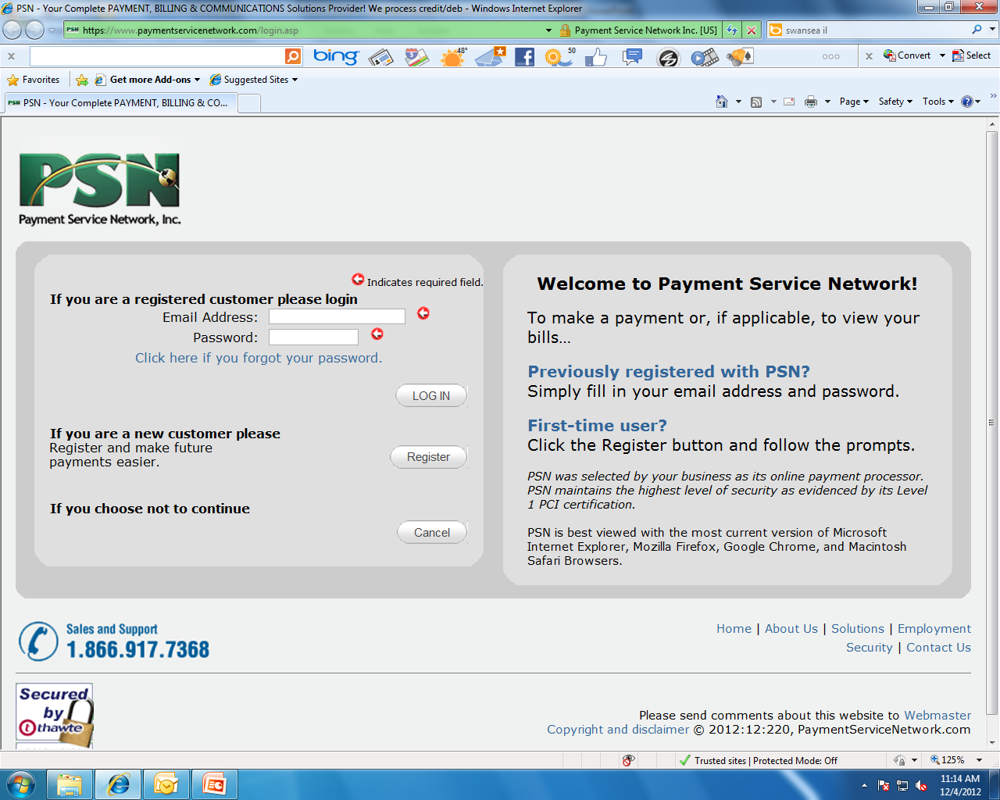 PSN - Your Complete PAYMENT, BILLING & COMMUNICATIONS Solutions Provider! We process credit/deb - Windows Internet Explorer
https://www.paymentservicenetwork.com/login.asp
Payment Service Network Inc. [US]
swansea il
bing
48°
50
Convert
Select
Favorites
Get more Add-ons
Suggested Sites
PSN - Your Complete PAYMENT, BILLING & CO...
Page
Safety
Tools
PSN
Payment Service Network, Inc.
Indicates required field.
If you are a registered customer please login
Email Address:
Password:
Click here if you forgot your password.
LOG IN
If you are a new customer please
Register and make future
payments easier.
Register
If you choose not to continue
Cancel
Welcome to Payment Service Network!
To make a payment or, if applicable, to view your
bills...
Previously registered with PSN?
Simply fill in your email address and password.
First-time user?
Click the Register button and follow the prompts.
PSN was selected by your business as its online payment processor.
PSN maintains the highest level of security as evidenced by its Level
1 PCI certification.
PSN is best viewed with the most current version of Microsoft
Internet Explorer, Mozilla Firefox, Google Chrome, and Macintosh
Safari Browsers.
Sales and Support
1.866.917.7368
Home | About Us | Solutions | Employment
Security | Contact Us
Secured
by
thawte
Please send comments about this website to Webmaster
Copyright and disclaimer © 2012:12:220, PaymentServiceNetwork.com
Trusted sites | Protected Mode: Off
125%
11:14 AM
12/4/2012